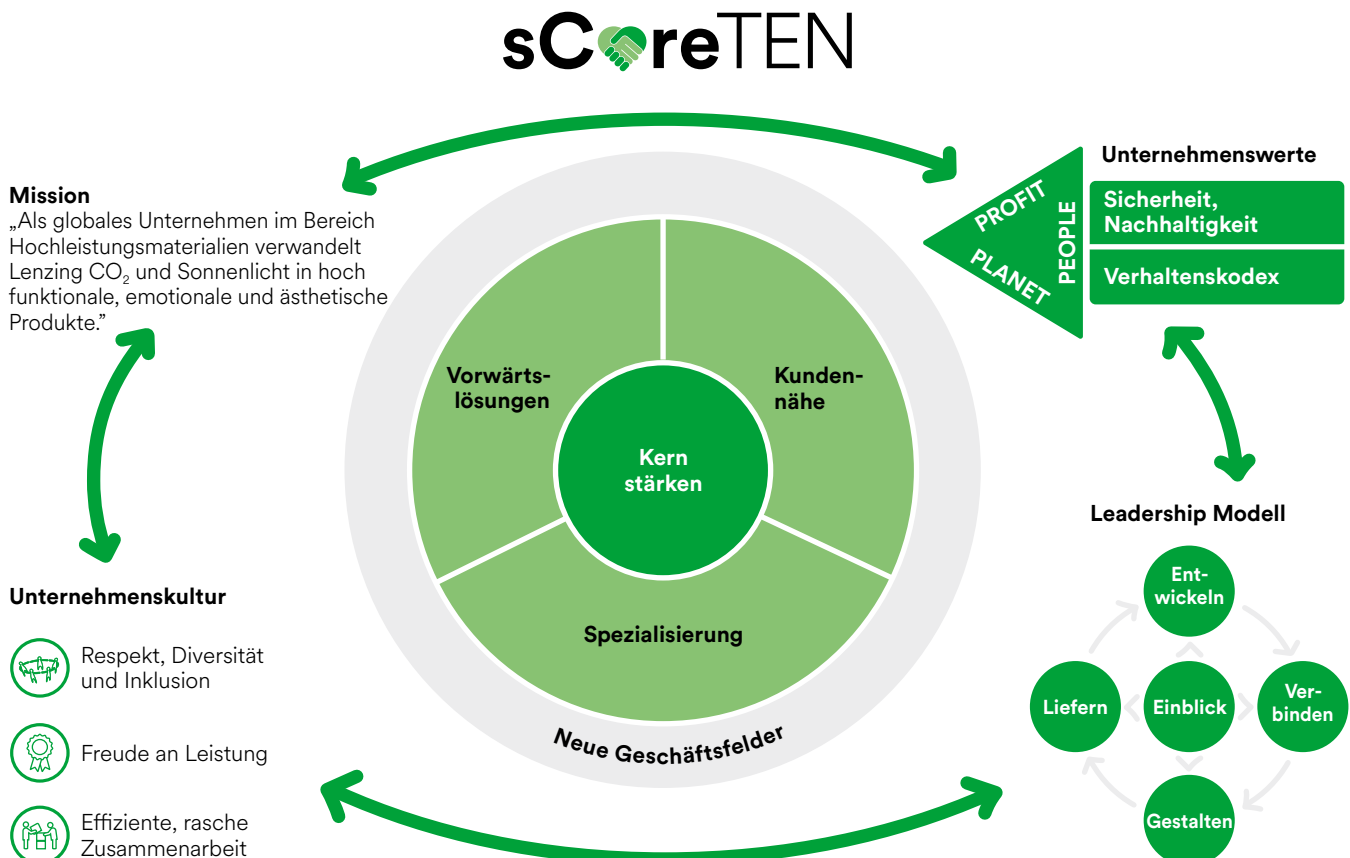 sCoreTEN
Mission
„Als globales Unternehmen im Bereich
Hochleistungsmaterialien verwandelt
Lenzing CO₂ und Sonnenlicht in hoch
funktionale, emotionale und ästhetische
Produkte.”
Unternehmenswerte
PROFIT
PEOPLE
PLANET
Sicherheit,
Nachhaltigkeit
Verhaltenskodex
Vorwärts-
lösungen
Kunden-
nähe
Kern
stärken
Spezialisierung
Neue Geschäftsfelder
Unternehmenskultur
Respekt, Diversität
und Inklusion
Freude an Leistung
Effiziente, rasche
Zusammenarbeit
Leadership Modell
Ent-
wickeln
Liefern
Einblick
Ver-
binden
Gestalten